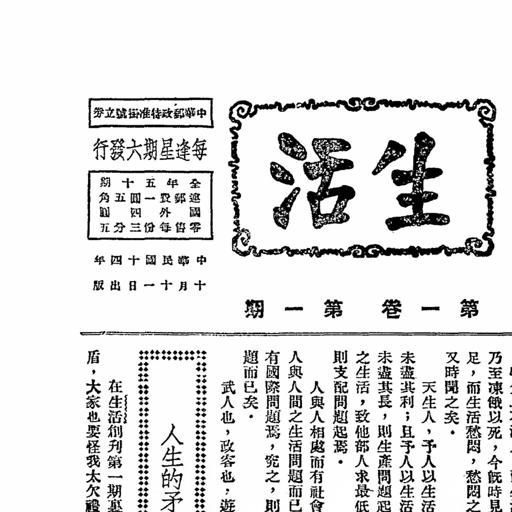 生活
第一卷 第一期
中華郵政特准掛號立券
每逢星期六發行
全年五十期
連郵費一圓五角
國外四圓
零售每份三分五
中華民國十四年
十月十一日出版
乃至凍餓以死，今既時見
足，而生活愁悶，愁悶之
又時聞之矣。
天生人，予人以生活
未盡其利；且予人以生活
未盡其長，則生產問題起
之生活，致他部人求最低
則支配問題起焉。
人與人相處而有社會
人與人間之生活問題而已
有國際問題焉，究之，則
題而已矣。
武人也，政客也，遊
人生的矛
在生活創刊第一期裏
盾，大家也要怪我太欠禮